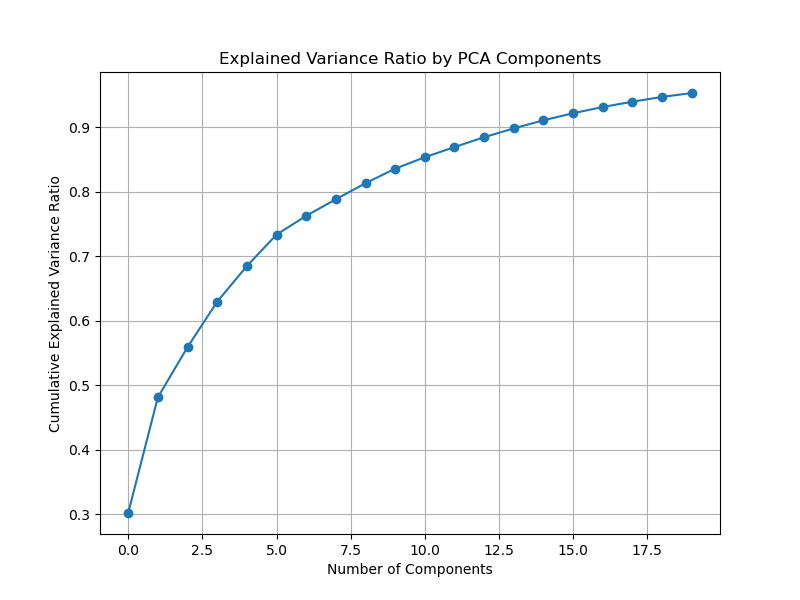 Explained Variance Ratio by PCA Components
Cumulative Explained Variance Ratio
0.9
0.8
0.7
0.6
0.5
0.4
0.3
0.0 2.5 5.0 7.5 10.0 12.5 15.0 17.5
Number of Components